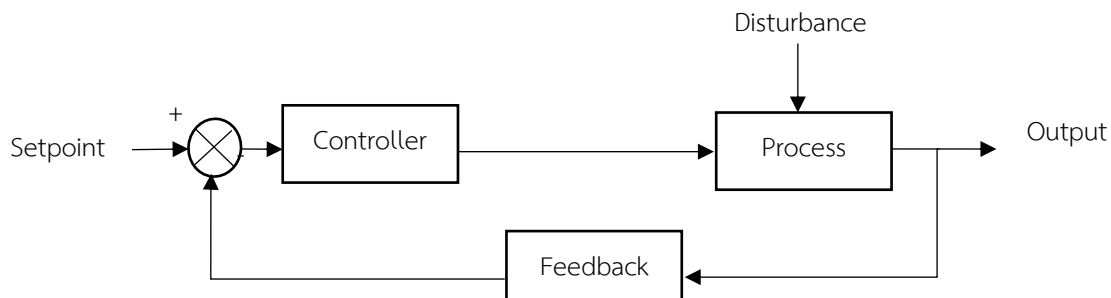 Disturbance
+
Setpoint
-
Controller
Process
Output
Feedback